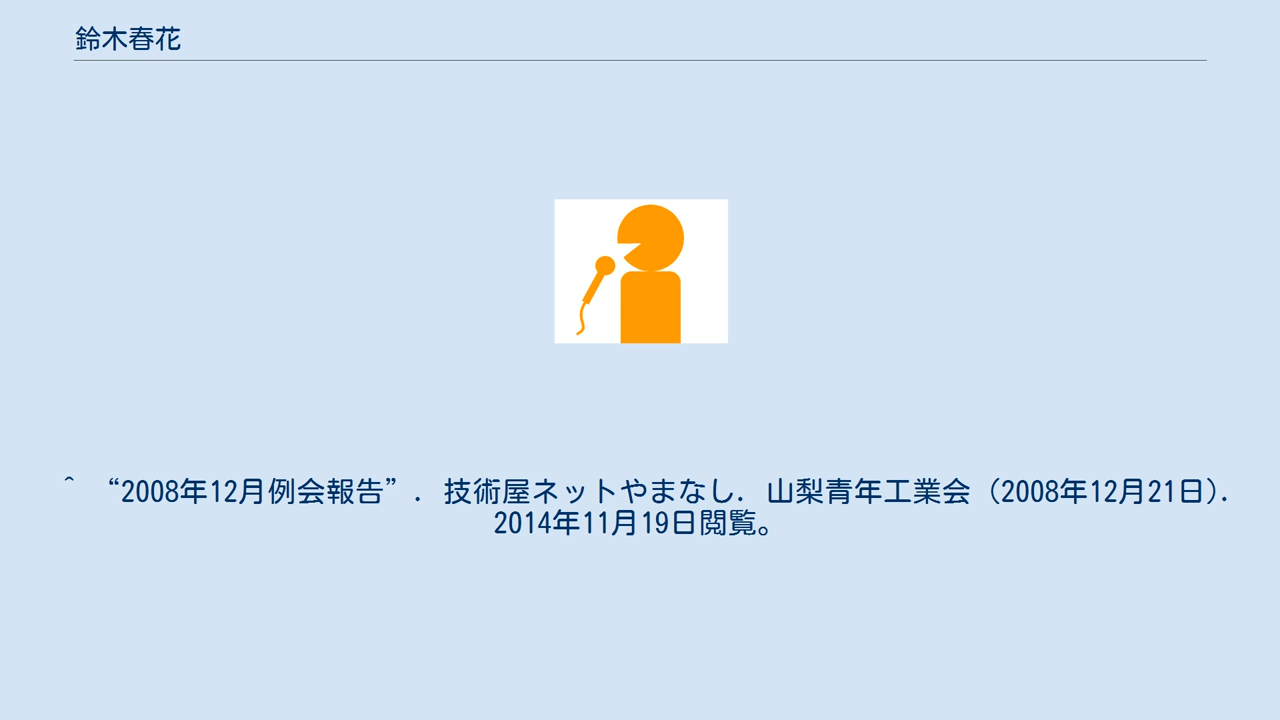 鈴木春花
^ “2008年12月例会報告”. 技術屋ネットやまなし. 山梨青年工業会 (2008年12月21日).
2014年11月19日閲覧。